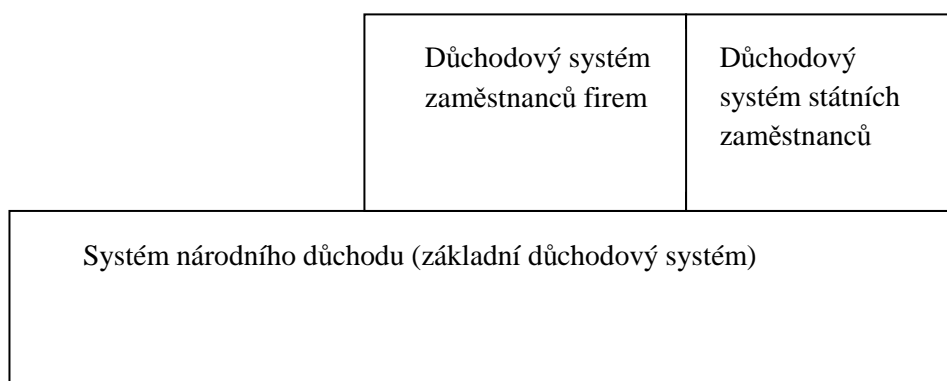 Důchodový systém
zaměstnanců firem
Důchodový
systém státních
zaměstnanců
Systém národního důchodu (základní důchodový systém)